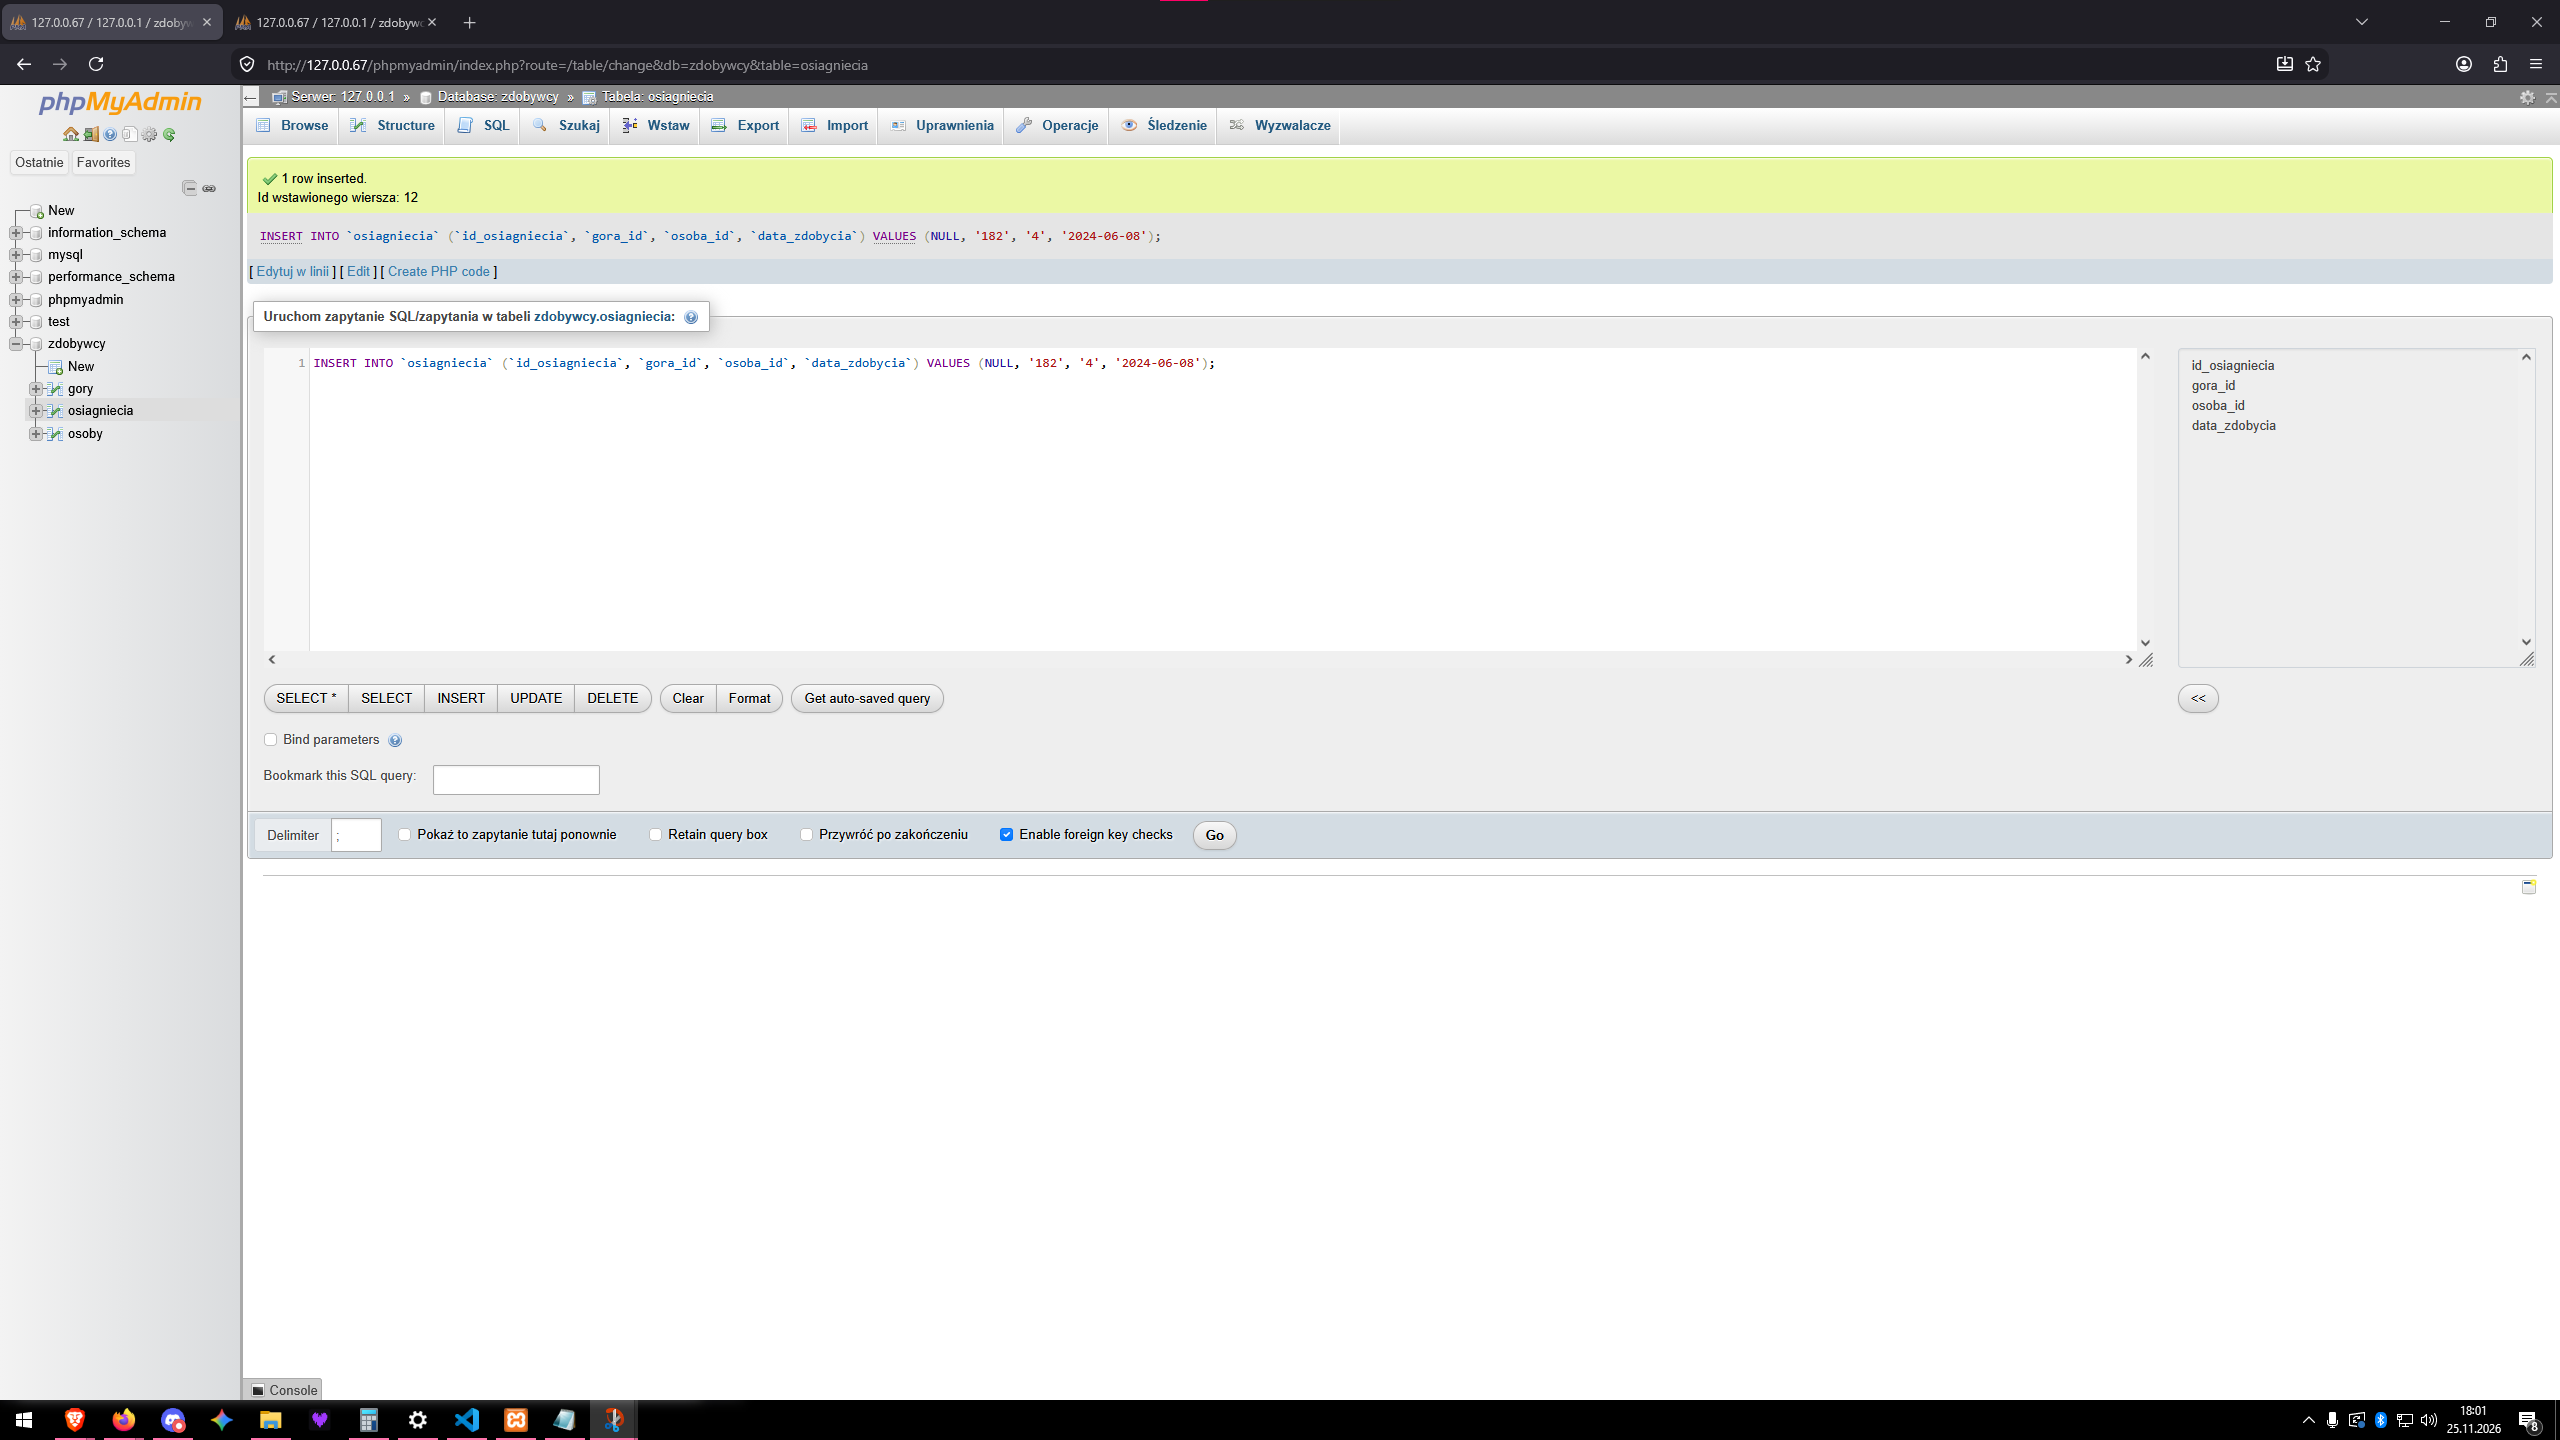 127.0.0.67 / 127.0.0.1 / zdobyw
127.0.0.67 / 127.0.0.1 / zdobywc
http://127.0.0.67/phpmyadmin/index.php?route=/table/change&db=zdobywcy&table=osiagniecia
phpMyAdmin
Ostatnie
Favorites
New
information_schema
mysql
performance_schema
phpmyadmin
test
zdobywcy
New
gory
osiagniecia
osoby
Serwer: 127.0.0.1 » Database: zdobywcy » Tabela: osiagniecia
Browse Structure SQL Szukaj Wstaw Export Import Uprawnienia Operacje Śledzenie Wyzwalacze
1 row inserted.
Id wstawionego wiersza: 12
INSERT INTO `osiagniecia` (`id_osiagniecia`, `gora_id`, `osoba_id`, `data_zdobycia`) VALUES (NULL, '182', '4', '2024-06-08');
[ Edytuj w linii ] [ Edit ] [ Create PHP code ]
Uruchom zapytanie SQL/zapytania w tabeli zdobywcy.osiagniecia:
1 INSERT INTO `osiagniecia` (`id_osiagniecia`, `gora_id`, `osoba_id`, `data_zdobycia`) VALUES (NULL, '182', '4', '2024-06-08');
id_osiagniecia
gora_id
osoba_id
data_zdobycia
SELECT * SELECT INSERT UPDATE DELETE Clear Format Get auto-saved query <<
Bind parameters
Bookmark this SQL query:
Delimiter ; Pokaż to zapytanie tutaj ponownie Retain query box Przywróć po zakończeniu Enable foreign key checks Go
Console
18:01
25.11.2026
8